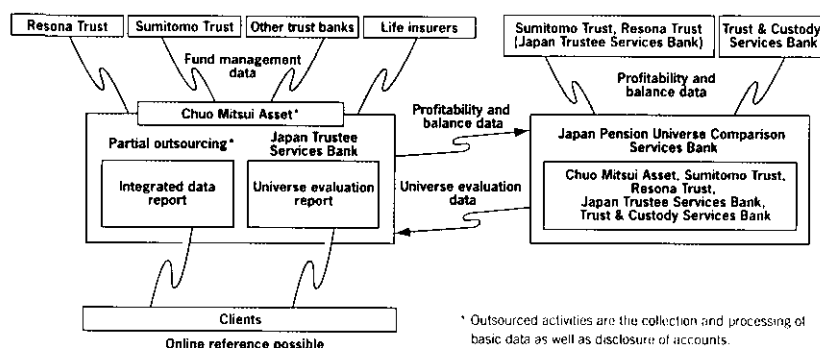 Resona Trust
Sumitomo Trust
Other trust banks
Life insurers
Fund management
data
Chuo Mitsui Asset*
Partial outsourcing*
Japan Trustee
Services Bank
Integrated data
report
Universe evaluation
report
Clients
Online reference possible
Profitability and
balance data
Universe evaluation
data
Sumitomo Trust, Resona Trust
(Japan Trustee Services Bank)
Trust & Custody
Services Bank
Profitability and
balance data
Japan Pension Universe Comparison
Services Bank
Chuo Mitsui Asset, Sumitomo Trust,
Resona Trust,
Japan Trustee Services Bank,
Trust & Custody Services Bank
* Outsourced activities are the collection and processing of
basic data as well as disclosure of accounts.